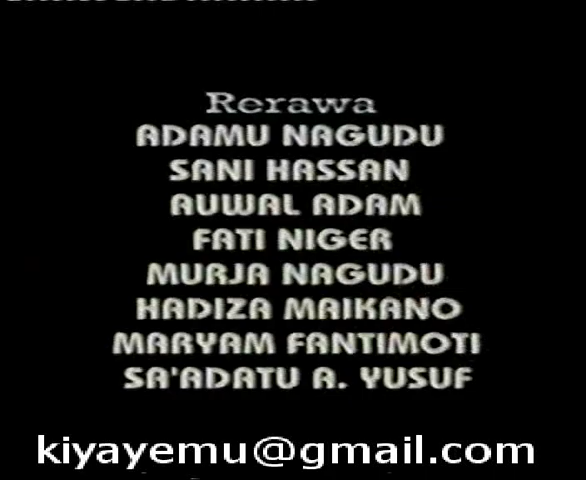 Rerawa
ADAMU NAGUDU
SANI HASSAN
AUWAL ADAM
FATI NIGER
MURJA NAGUDU
HADIZA MAIKANO
MARYAM FANTIMOTI
SA'ADATU A. YUSUF
kiyayemu@gmail.com